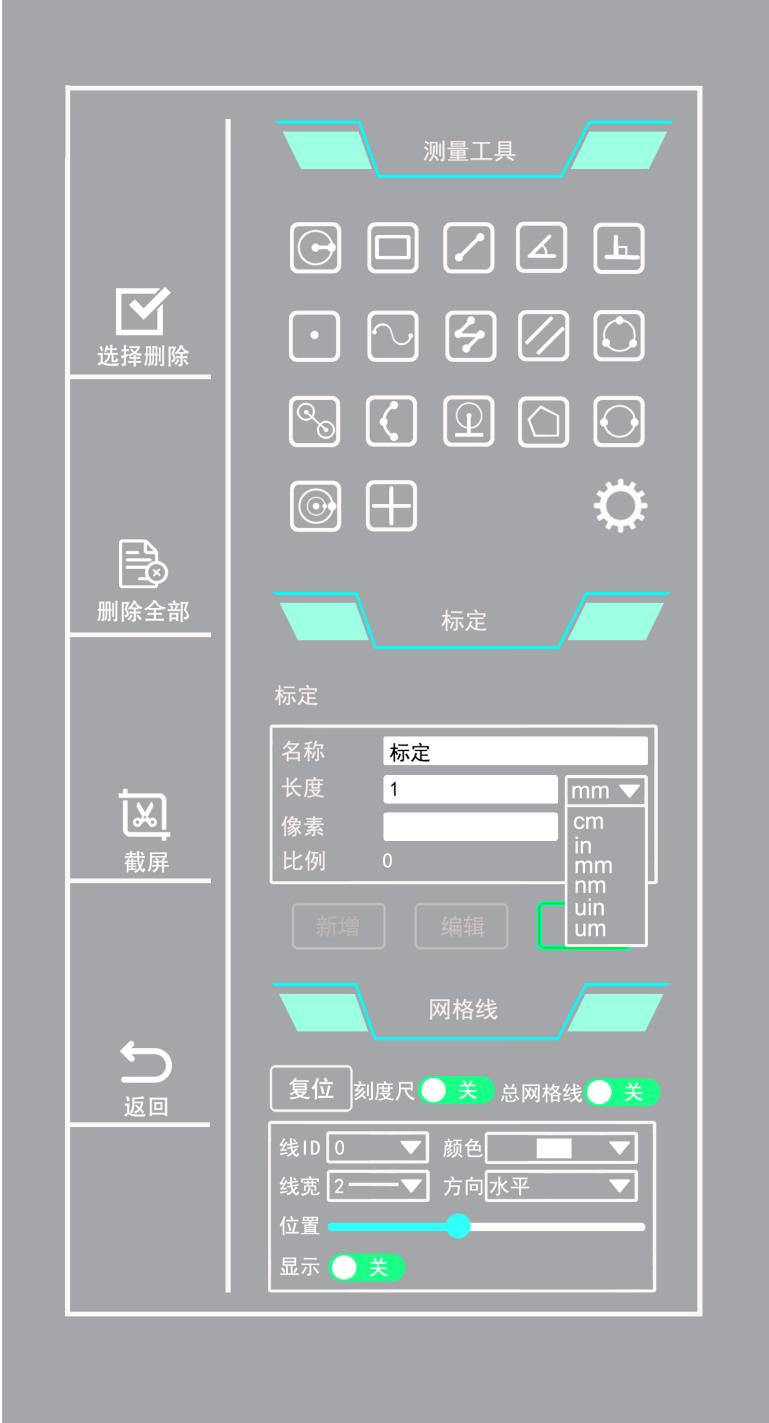 测量工具
选择删除
删除全部
截屏
返回
标定
标定
名称 标定
长度 1 mm
像素
比例 0
cm
in
mm
nm
uin
um
新增 编辑
网格线
复位 刻度尺 关 总网格线 关
线ID 0 颜色
线宽 2 方向 水平
位置
显示 关